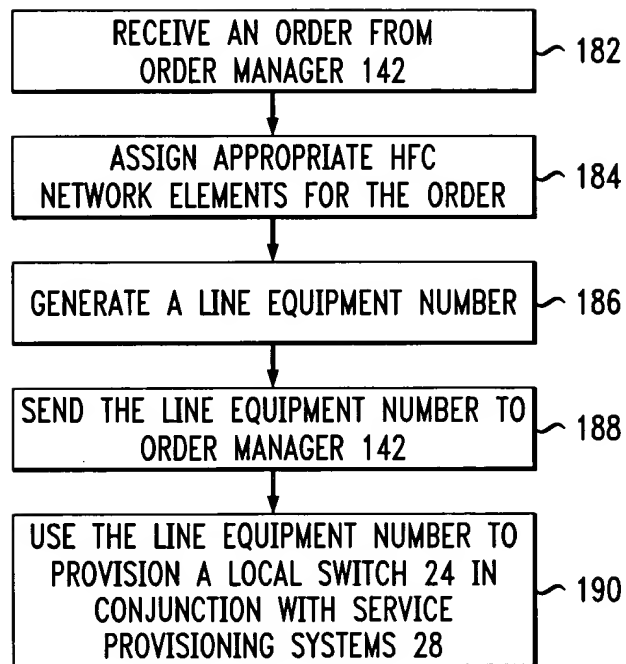 RECEIVE AN ORDER FROM
ORDER MANAGER 142
182
ASSIGN APPROPRIATE HFC
NETWORK ELEMENTS FOR THE ORDER
184
GENERATE A LINE EQUIPMENT NUMBER
186
SEND THE LINE EQUIPMENT NUMBER TO
ORDER MANAGER 142
188
USE THE LINE EQUIPMENT NUMBER TO
PROVISION A LOCAL SWITCH 24 IN
CONJUNCTION WITH SERVICE
PROVISIONING SYSTEMS 28
190